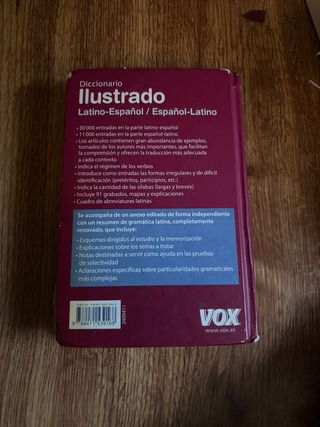 Diccionario
Ilustrado
Latino-Español / Español-Latino
• 30 000 entradas en la parte latino-español
• 11 000 entradas en la parte español-latino
• Los artículos contienen gran abundancia de ejemplos,
tomados de los autores más importantes, que facilitan
la comprensión y ofrecen la traducción más adecuada
a cada contexto
• Indica el régimen de los verbos
• Introduce como entradas las formas irregulares y de difícil
identificación (pretéritos, participios, etc.)
• Indica la cantidad de las sílabas (largas y breves)
• Incluye 91 grabados, mapas y explicaciones
• Cuadro de abreviaturas latinas
Se acompaña de un anexo editado de forma independiente
con un resumen de gramática latina, completamente
renovado, que incluye:
• Esquemas dirigidos al estudio y la memorización
• Explicaciones sobre los temas a tratar
• Notas destinadas a servir como ayuda en las pruebas
de selectividad
• Aclaraciones específicas sobre particularidades gramaticales
más complejas
VOX
www.vox.es